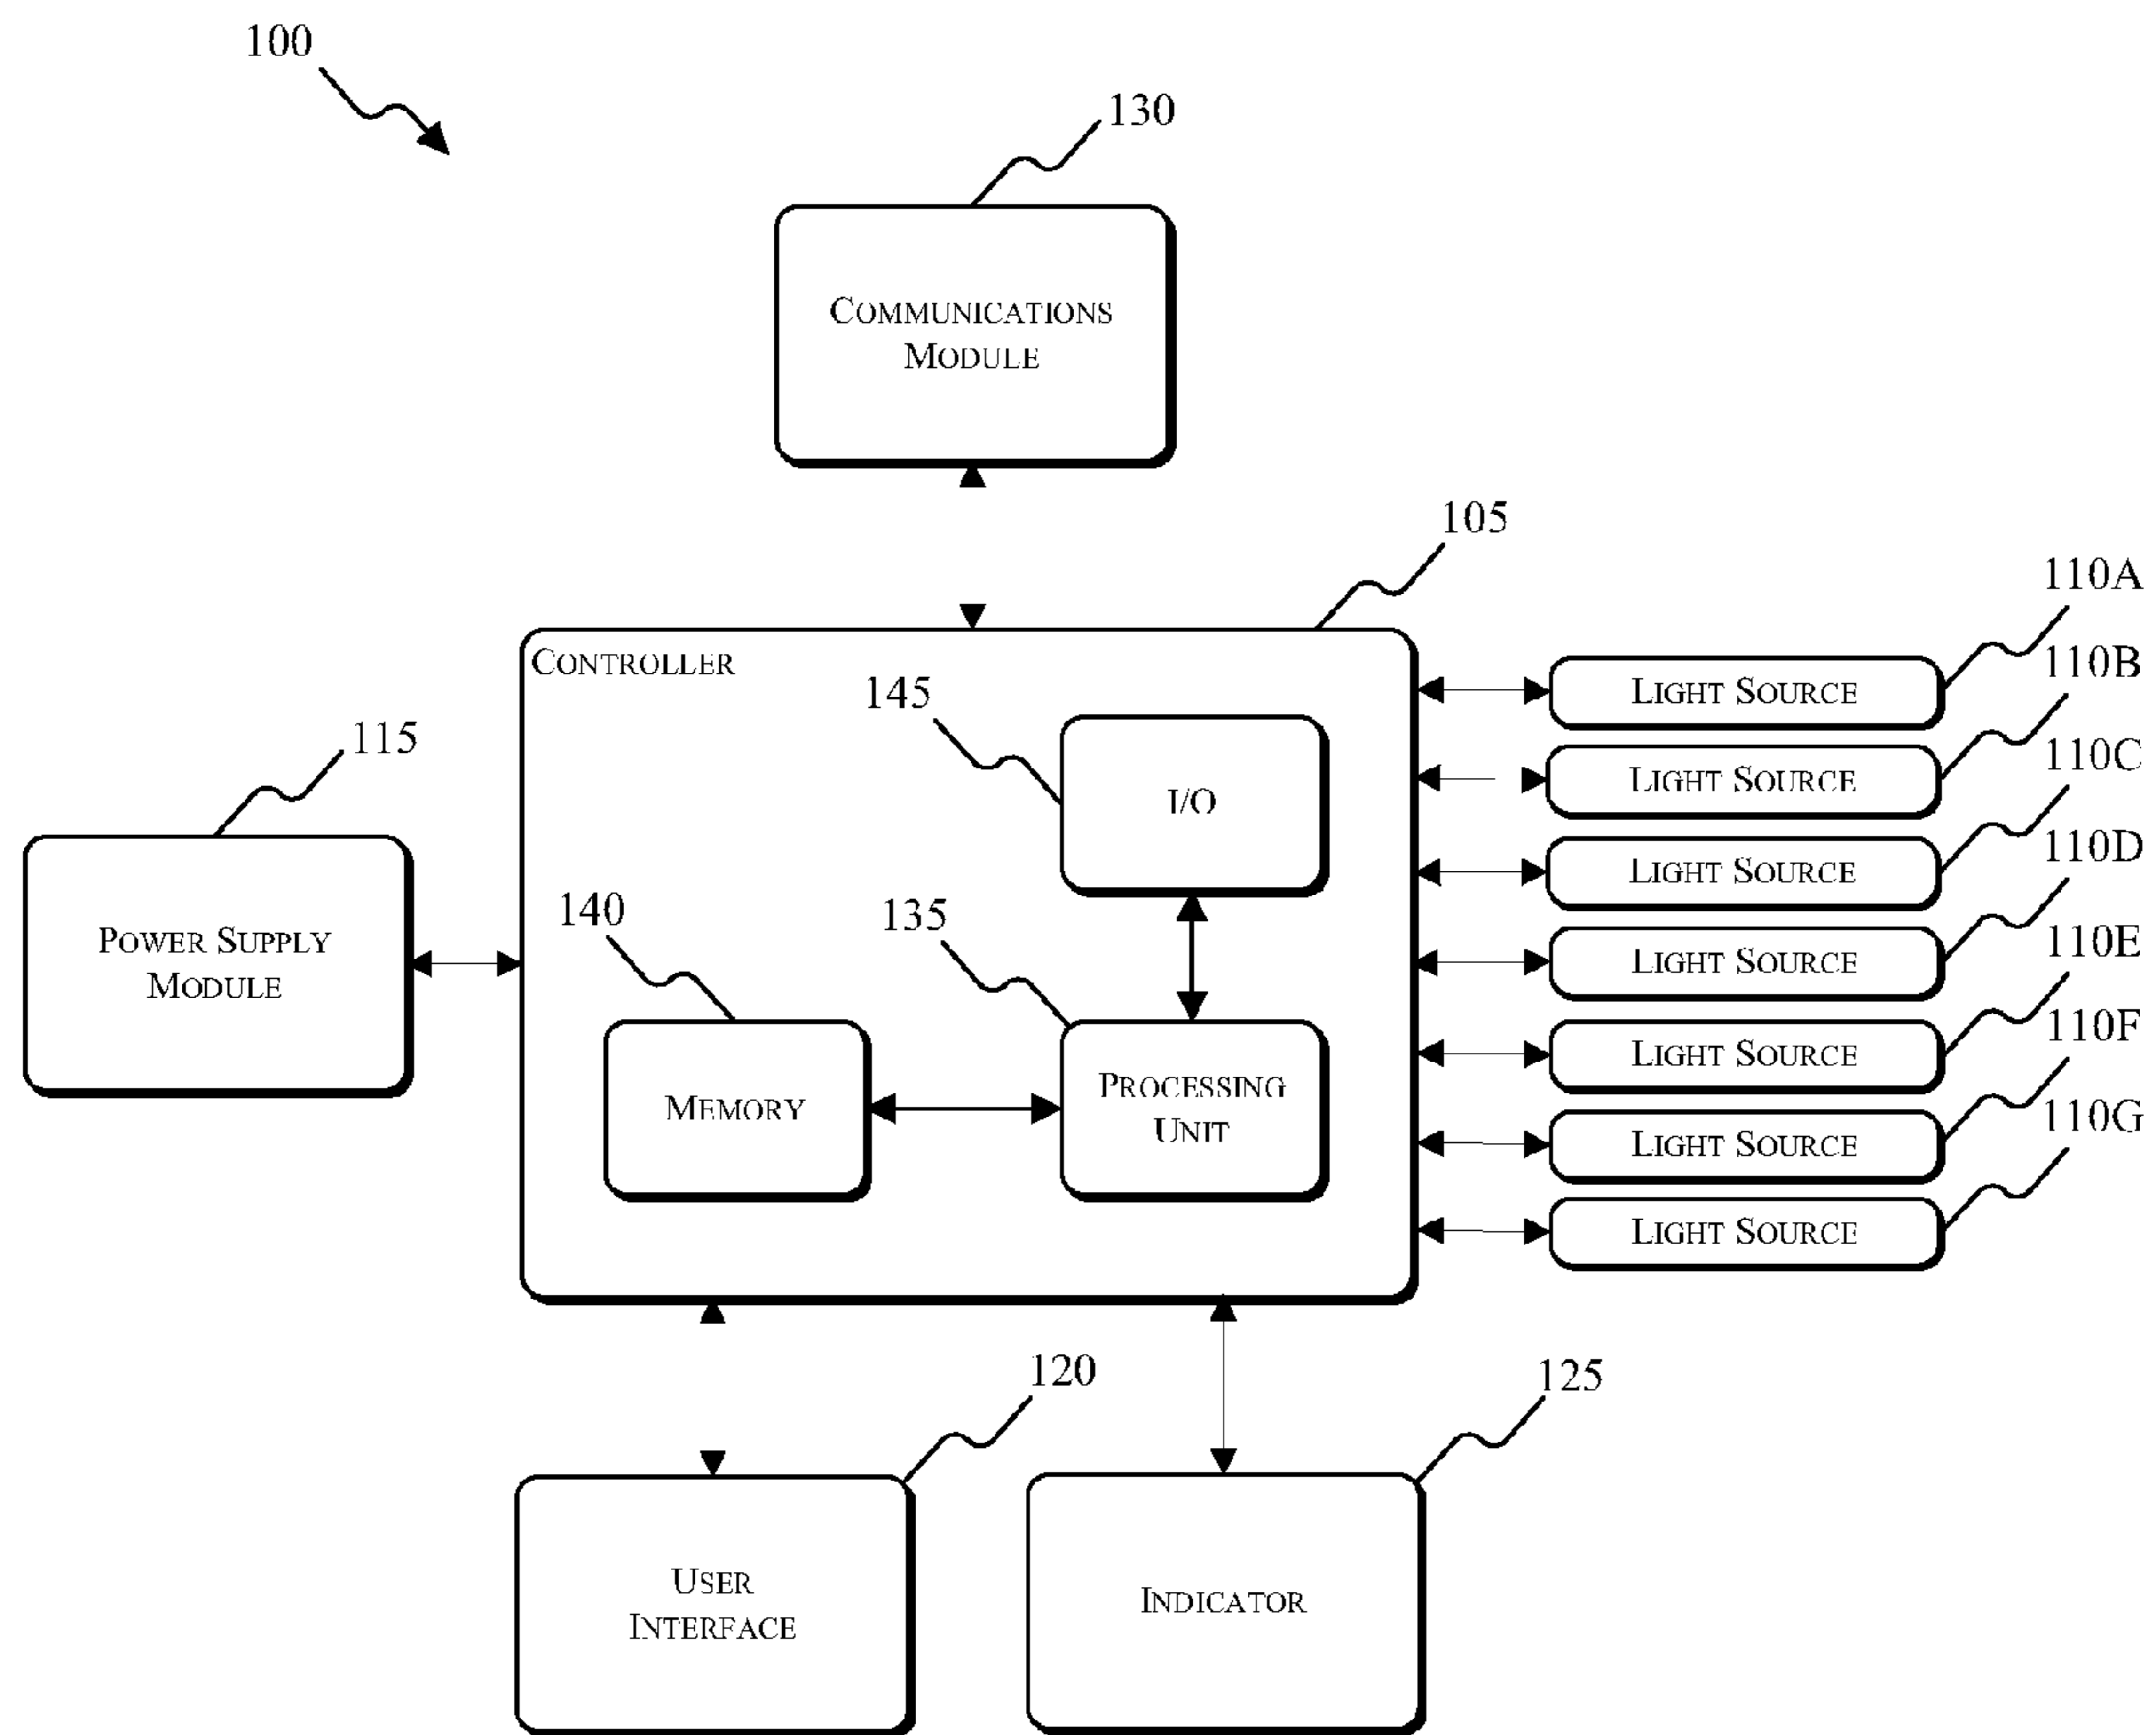 100
130
COMMUNICATIONS
MODULE
105
110A
CONTROLLER
110B
145
LIGHT SOURCE
115
110C
I/O
LIGHT SOURCE
110D
LIGHT SOURCE
140
135
POWER SUPPLY
MODULE
110E
LIGHT SOURCE
110F
LIGHT SOURCE
MEMORY
PROCESSING
UNIT
110G
LIGHT SOURCE
LIGHT SOURCE
120
125
USER
INTERFACE
INDICATOR